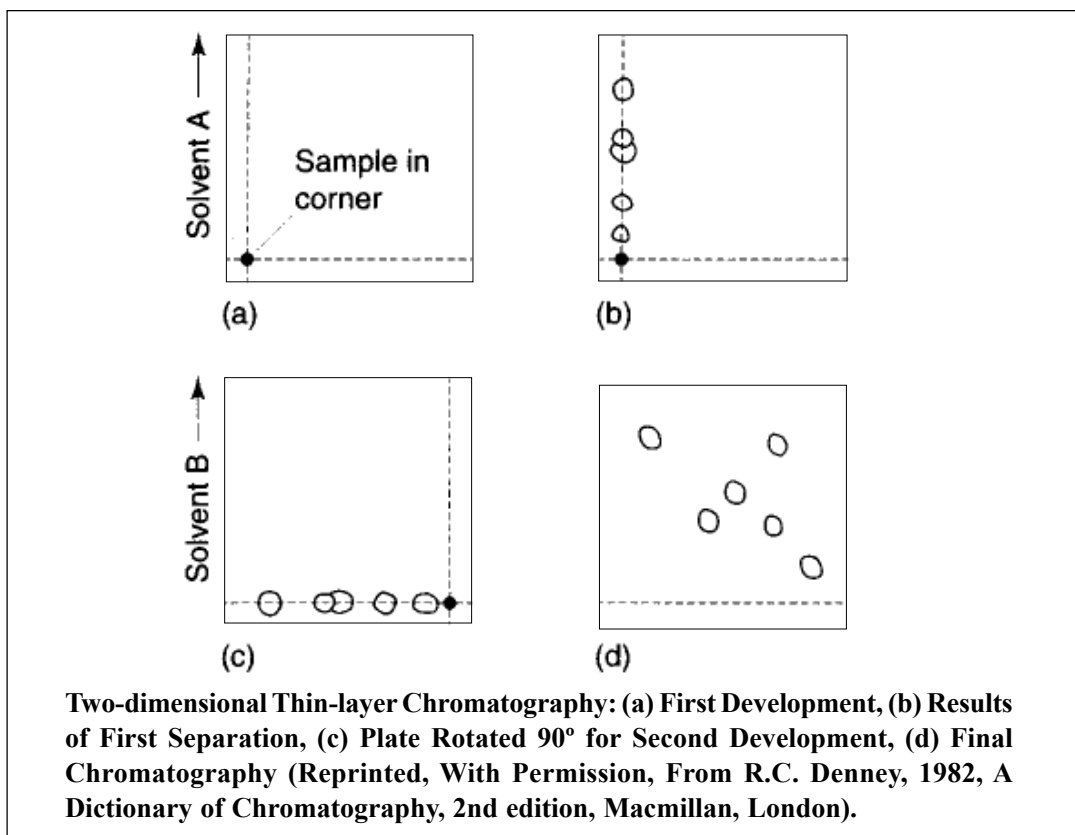 Solvent A
Sample in
corner
(a)
(b)
Solvent B
(c)
(d)
Two-dimensional Thin-layer Chromatography: (a) First Development, (b) Results
of First Separation, (c) Plate Rotated 90º for Second Development, (d) Final
Chromatography (Reprinted, With Permission, From R.C. Denney, 1982, A
Dictionary of Chromatography, 2nd edition, Macmillan, London).